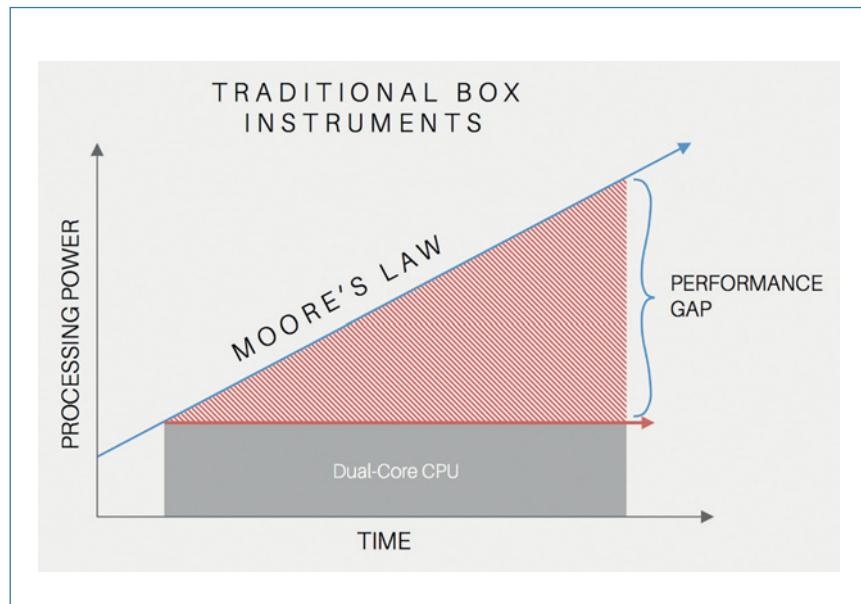 TRADITIONAL BOX
INSTRUMENTS
PROCESSING POWER
MOORE'S LAW
PERFORMANCE
GAP
Dual-Core CPU
TIME